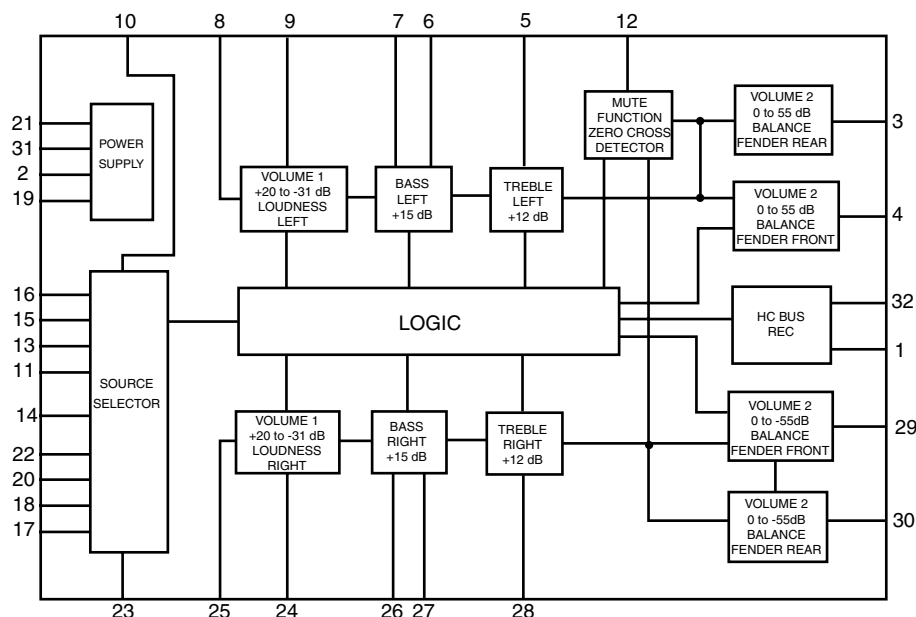 10
8
9
7
6
5
12
21
31
2
19
POWER
SUPPLY
VOLUME 1
+20 to -31 dB
LOUDNESS
LEFT
BASS
LEFT
+15 dB
TREBLE
LEFT
+12 dB
MUTE
FUNCTION
ZERO CROSS
DETECTOR
VOLUME 2
0 to 55 dB
BALANCE
FENDER REAR
3
VOLUME 2
0 to 55 dB
BALANCE
FENDER FRONT
4
16
15
13
11
14
22
20
18
17
SOURCE
SELECTOR
LOGIC
HC BUS
REC
32
1
VOLUME 1
+20 to -31 dB
LOUDNESS
RIGHT
BASS
RIGHT
+15 dB
TREBLE
RIGHT
+12 dB
VOLUME 2
0 to -55dB
BALANCE
FENDER FRONT
29
VOLUME 2
0 to -55dB
BALANCE
FENDER REAR
30
23
25
24
26
27
28